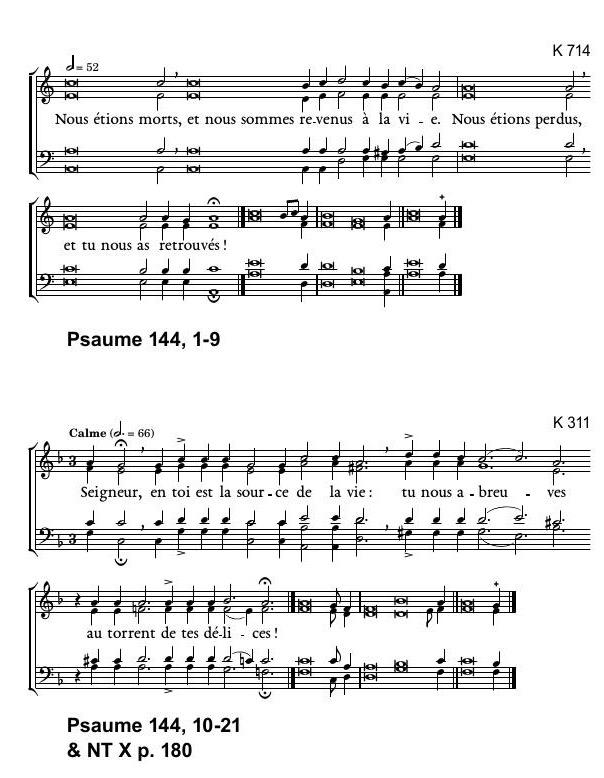 K 714
= 52
Nous étions morts, et nous sommes re-venus à la vi - e. Nous étions perdus,
et tu nous as retrouvés !
Psaume 144, 1-9
K 311
Calme ( = 66)
3
Seigneur, en toi est la sour - ce de la vie : tu nous a - breu - ves
3
au torrent de tes dé-li - ces !
Psaume 144, 10-21
& NT X p. 180